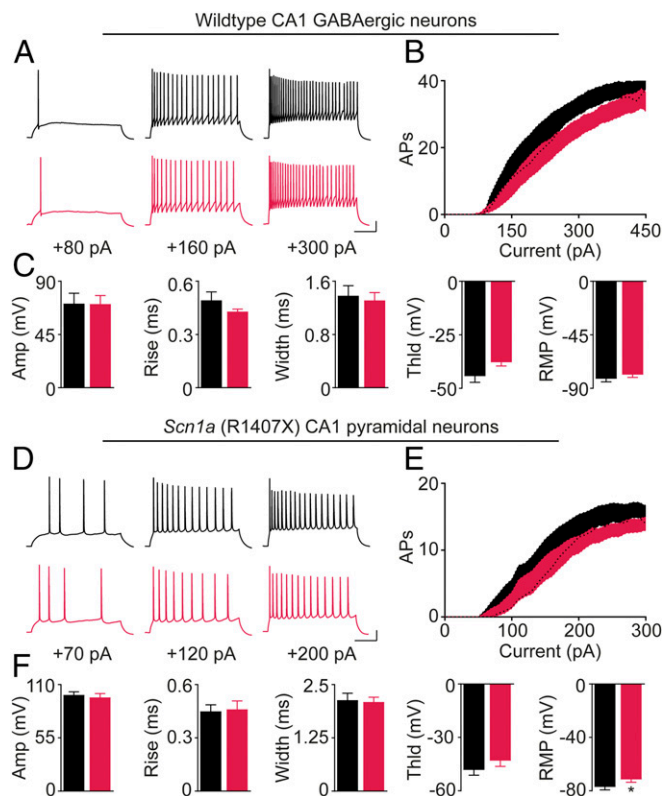 Wildtype CA1 GABAergic neurons
A
B
+80 pA
+160 pA
+300 pA
APs
40
20
0
150
300
450
Current (pA)
C
Amp (mV)
90
45
0
Rise (ms)
0.6
0.3
0
Width (ms)
1.6
0.8
0
Thld (mV)
0
-25
-50
RMP (mV)
0
-45
-90
Scn1a (R1407X) CA1 pyramidal neurons
D
E
+70 pA
+120 pA
+200 pA
APs
20
10
0
100
200
300
Current (pA)
F
Amp (mV)
110
55
0
Rise (ms)
0.6
0.3
0
Width (ms)
2.5
1.25
0
Thld (mV)
0
-30
-60
RMP (mV)
0
-40
-80
*